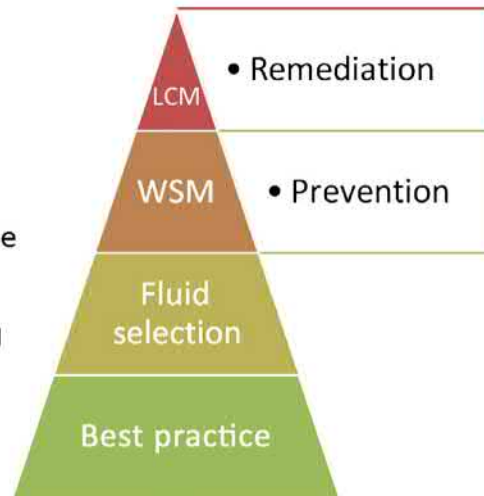 LCM
• Remediation
WSM
• Prevention
e
Fluid
selection
Best practice